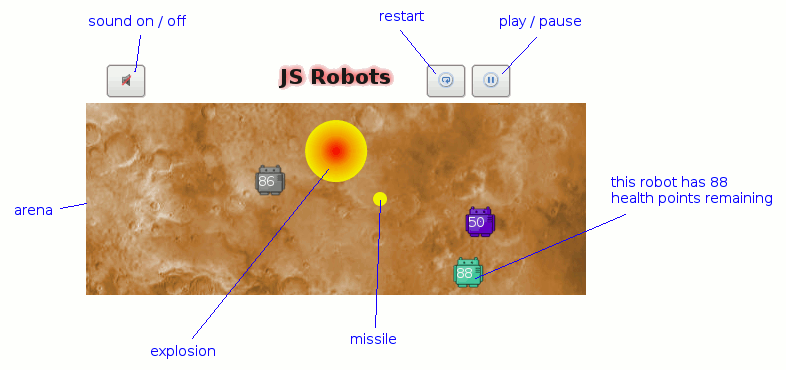 sound on / off
restart
play / pause
JS Robots
86
this robot has 88
health points remaining
arena
50
88
missile
explosion